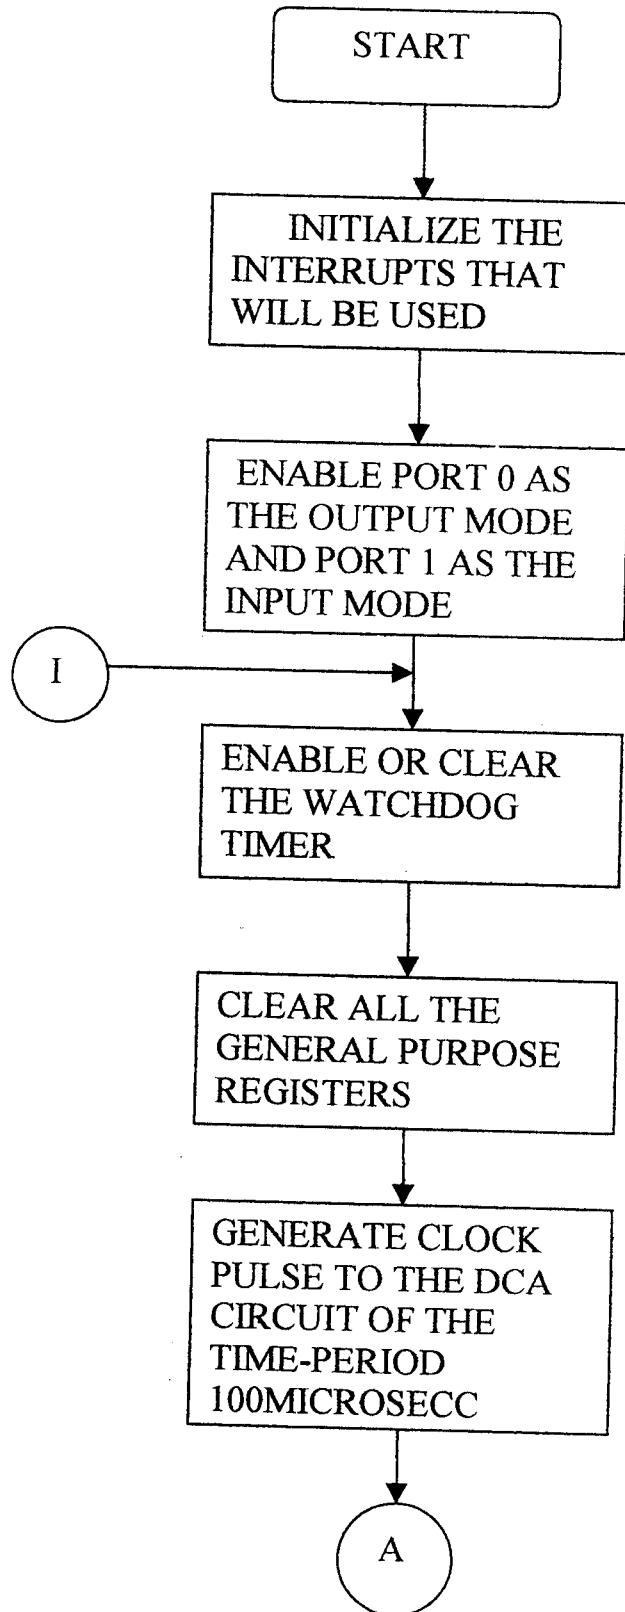 START
INITIALIZE THE
INTERRUPTS THAT
WILL BE USED
ENABLE PORT 0 AS
THE OUTPUT MODE
AND PORT 1 AS THE
INPUT MODE
I
ENABLE OR CLEAR
THE WATCHDOG
TIMER
CLEAR ALL THE
GENERAL PURPOSE
REGISTERS
GENERATE CLOCK
PULSE TO THE DCA
CIRCUIT OF THE
TIME-PERIOD
100MICROSECC
A